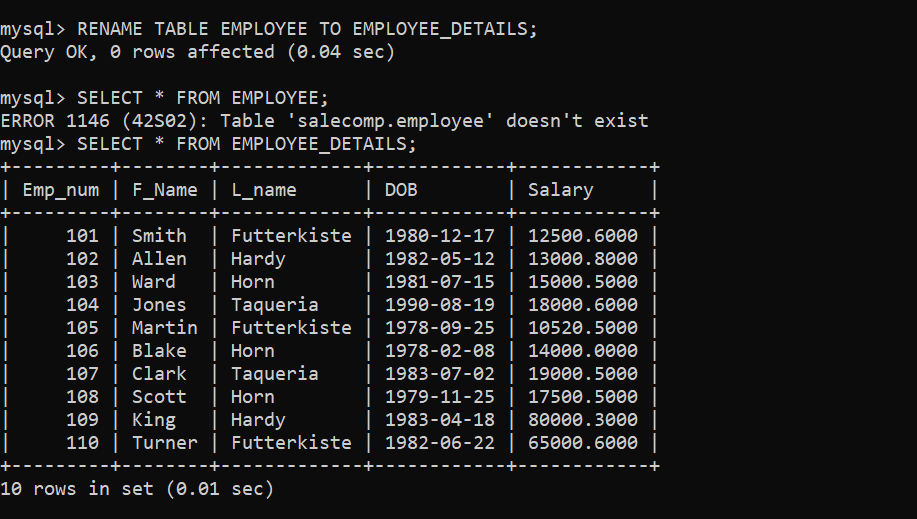 mysql> RENAME TABLE EMPLOYEE TO EMPLOYEE_DETAILS;
Query OK, 0 rows affected (0.04 sec)

mysql> SELECT * FROM EMPLOYEE;
ERROR 1146 (42S02): Table 'salecomp.employee' doesn't exist
mysql> SELECT * FROM EMPLOYEE_DETAILS;
+---------+--------+-------------+------------+------------+
| Emp_num | F_Name | L_name      | DOB        | Salary     |
+---------+--------+-------------+------------+------------+
|     101 | Smith  | Futterkiste | 1980-12-17 | 12500.6000 |
|     102 | Allen  | Hardy       | 1982-05-12 | 13000.8000 |
|     103 | Ward   | Horn        | 1981-07-15 | 15000.5000 |
|     104 | Jones  | Taqueria    | 1990-08-19 | 18000.6000 |
|     105 | Martin | Futterkiste | 1978-09-25 | 10520.5000 |
|     106 | Blake  | Horn        | 1978-02-08 | 14000.0000 |
|     107 | Clark  | Taqueria    | 1983-07-02 | 19000.5000 |
|     108 | Scott  | Horn        | 1979-11-25 | 17500.5000 |
|     109 | King   | Hardy       | 1983-04-18 | 80000.3000 |
|     110 | Turner | Futterkiste | 1982-06-22 | 65000.6000 |
+---------+--------+-------------+------------+------------+
10 rows in set (0.01 sec)